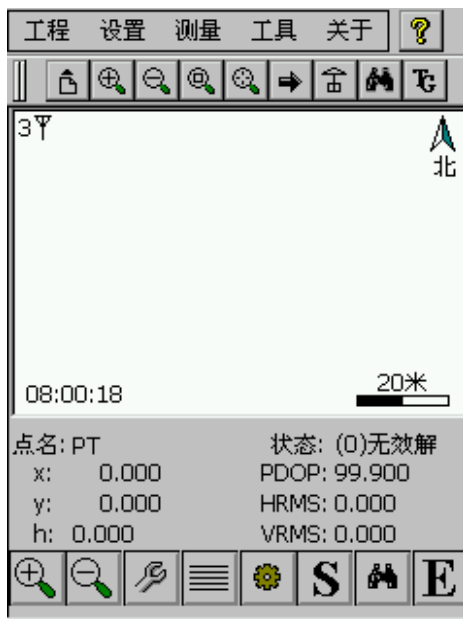 工程 设置 测量 工具 关于 ?
TG
3
北
08:00:18 20米
点名: PT 状态: (0)无效解
x: 0.000 PDOP: 99.900
y: 0.000 HRMS: 0.000
h: 0.000 VRMS: 0.000
S E